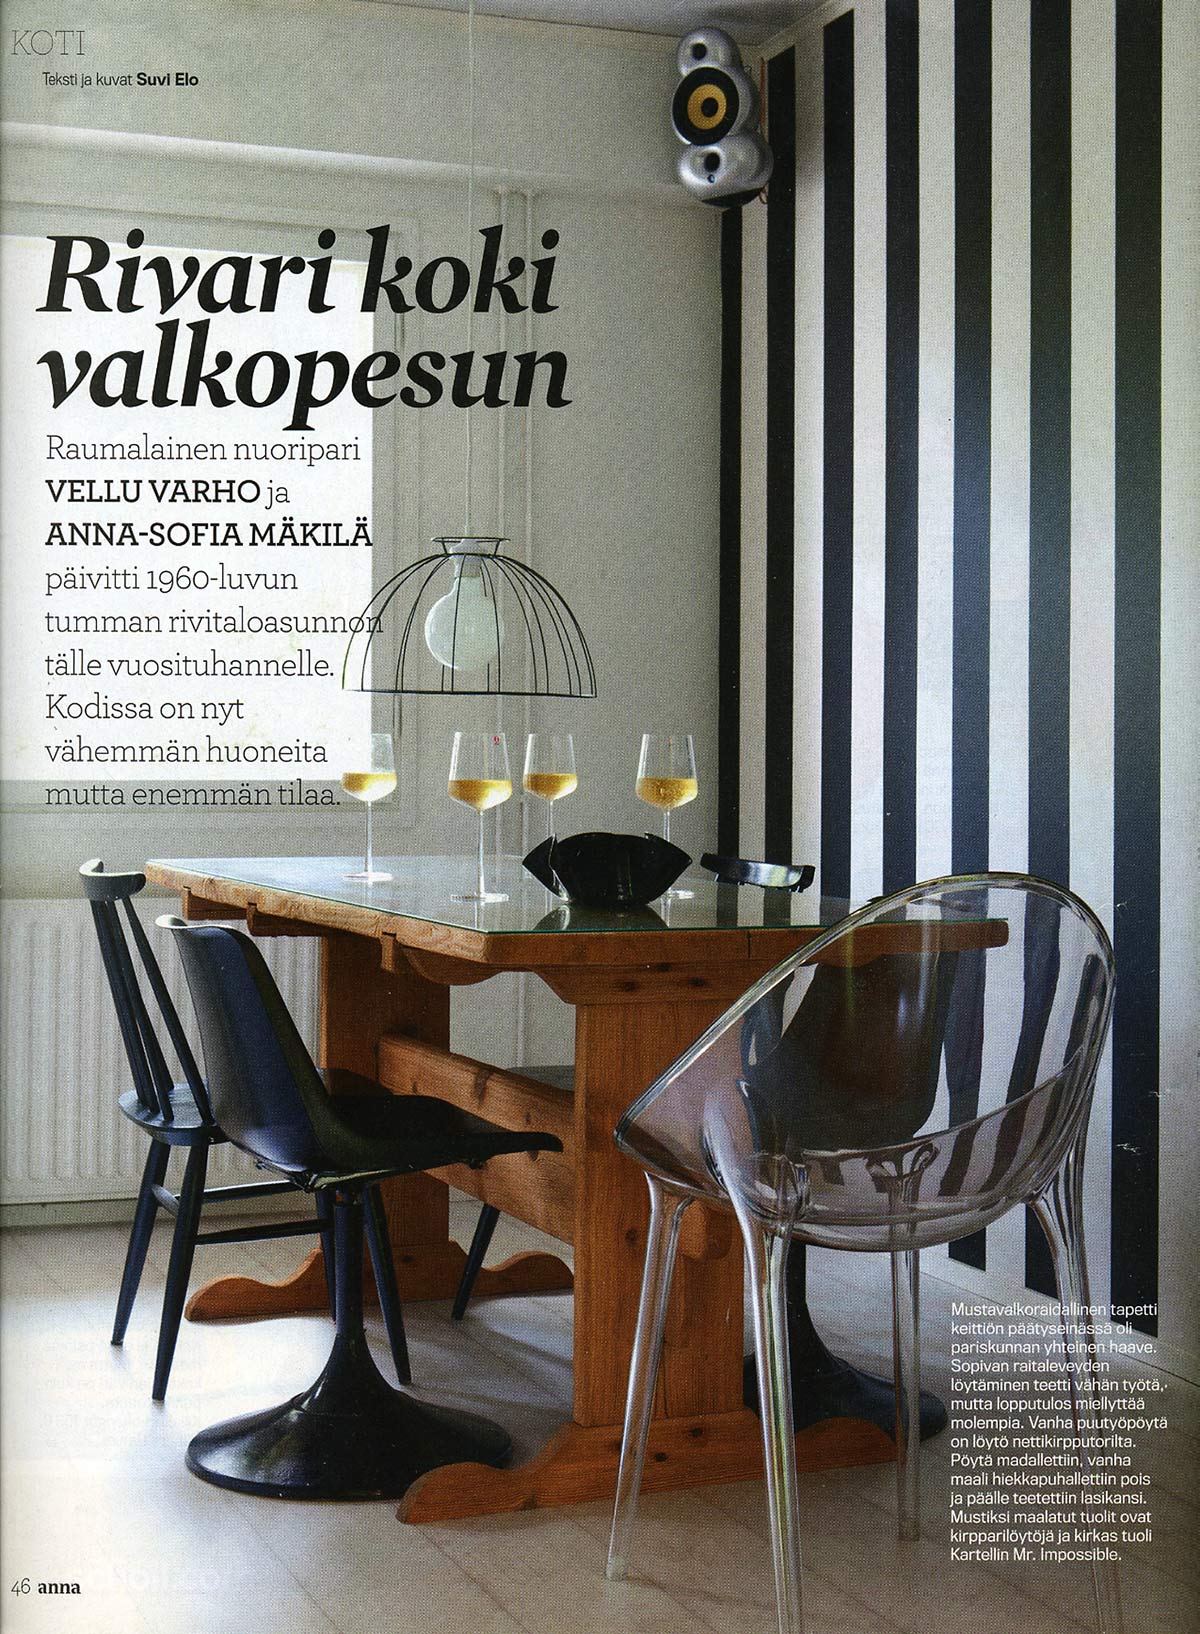 KOTI
Teksti ja kuvat Suvi Elo
Rivari koki
valkopesun
Raumalainen nuoripari
VELLU VARHO ja
ANNA-SOFIA MÄKILÄ
päivitti 1960-luvun
tumman rivitaloasunnon
tälle vuosituhannelle.
Kodissa on nyt
vähemmän huoneita
mutta enemmän tilaa.
Mustavalkoraidallinen tapetti
keittiön päätyseinässä oli
pariskunnan yhteinen haave.
Sopivan raitaleveyden
löytäminen teetti vähän työtä,
mutta lopputulos miellyttää
molempia. Vanha puutyöpöytä
on löytö nettikirpputorilta.
Pöytä madallettiin, vanha
maali hiekkapuhallettiin pois
ja päälle teetettiin lasikansi.
Mustiksi maalatut tuolit ovat
kirpparilöytöjä ja kirkas tuoli
Kartellin Mr. Impossible.
46 anna